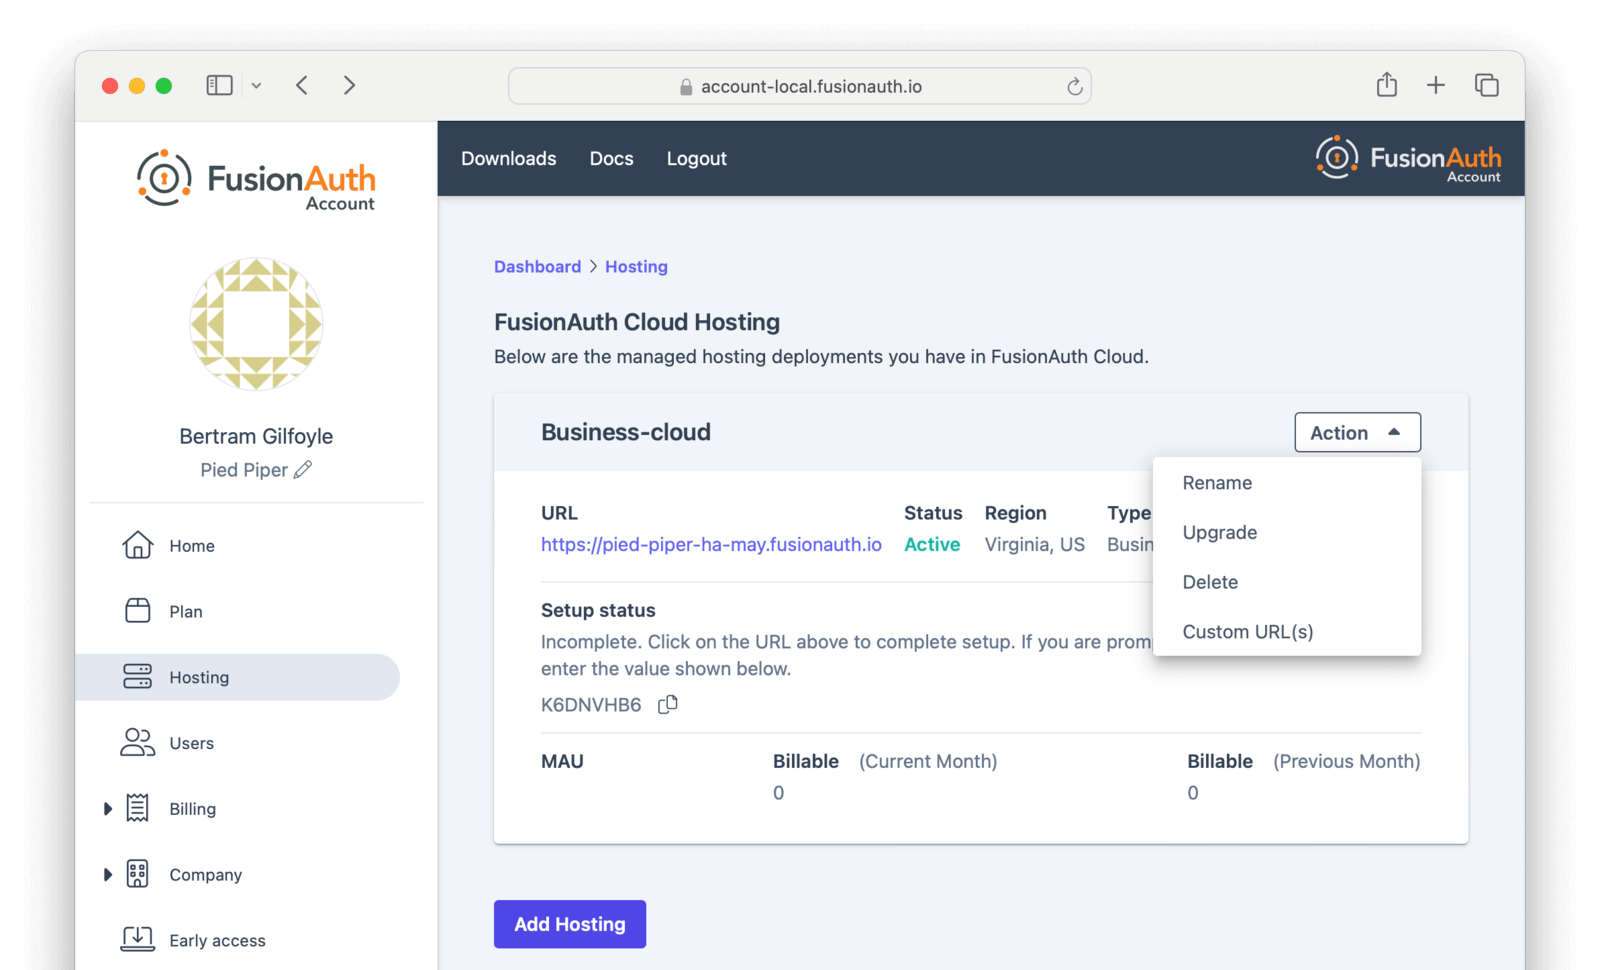 account-local.fusionauth.io
FusionAuth
Account
Bertram Gilfoyle
Pied Piper
Home
Plan
Hosting
Users
Billing
Company
Early access
Downloads Docs Logout
FusionAuth
Account
Dashboard > Hosting
FusionAuth Cloud Hosting
Below are the managed hosting deployments you have in FusionAuth Cloud.
Business-cloud
Action
Rename
Upgrade
Delete
Custom URL(s)
URL Status Region Type
https://pied-piper-ha-may.fusionauth.io Active Virginia, US Busin
Setup status
Incomplete. Click on the URL above to complete setup. If you are prom
enter the value shown below.
K6DNVHB6
MAU Billable (Current Month) Billable (Previous Month)
0 0
Add Hosting